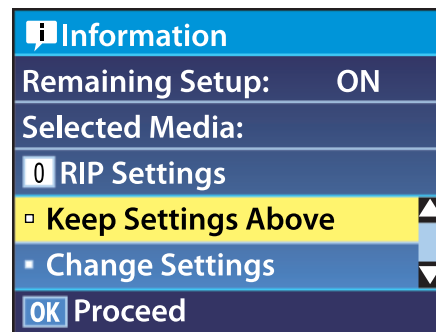 Information
Remaining Setup: ON
Selected Media:
0 RIP Settings
Keep Settings Above
Change Settings
OK Proceed